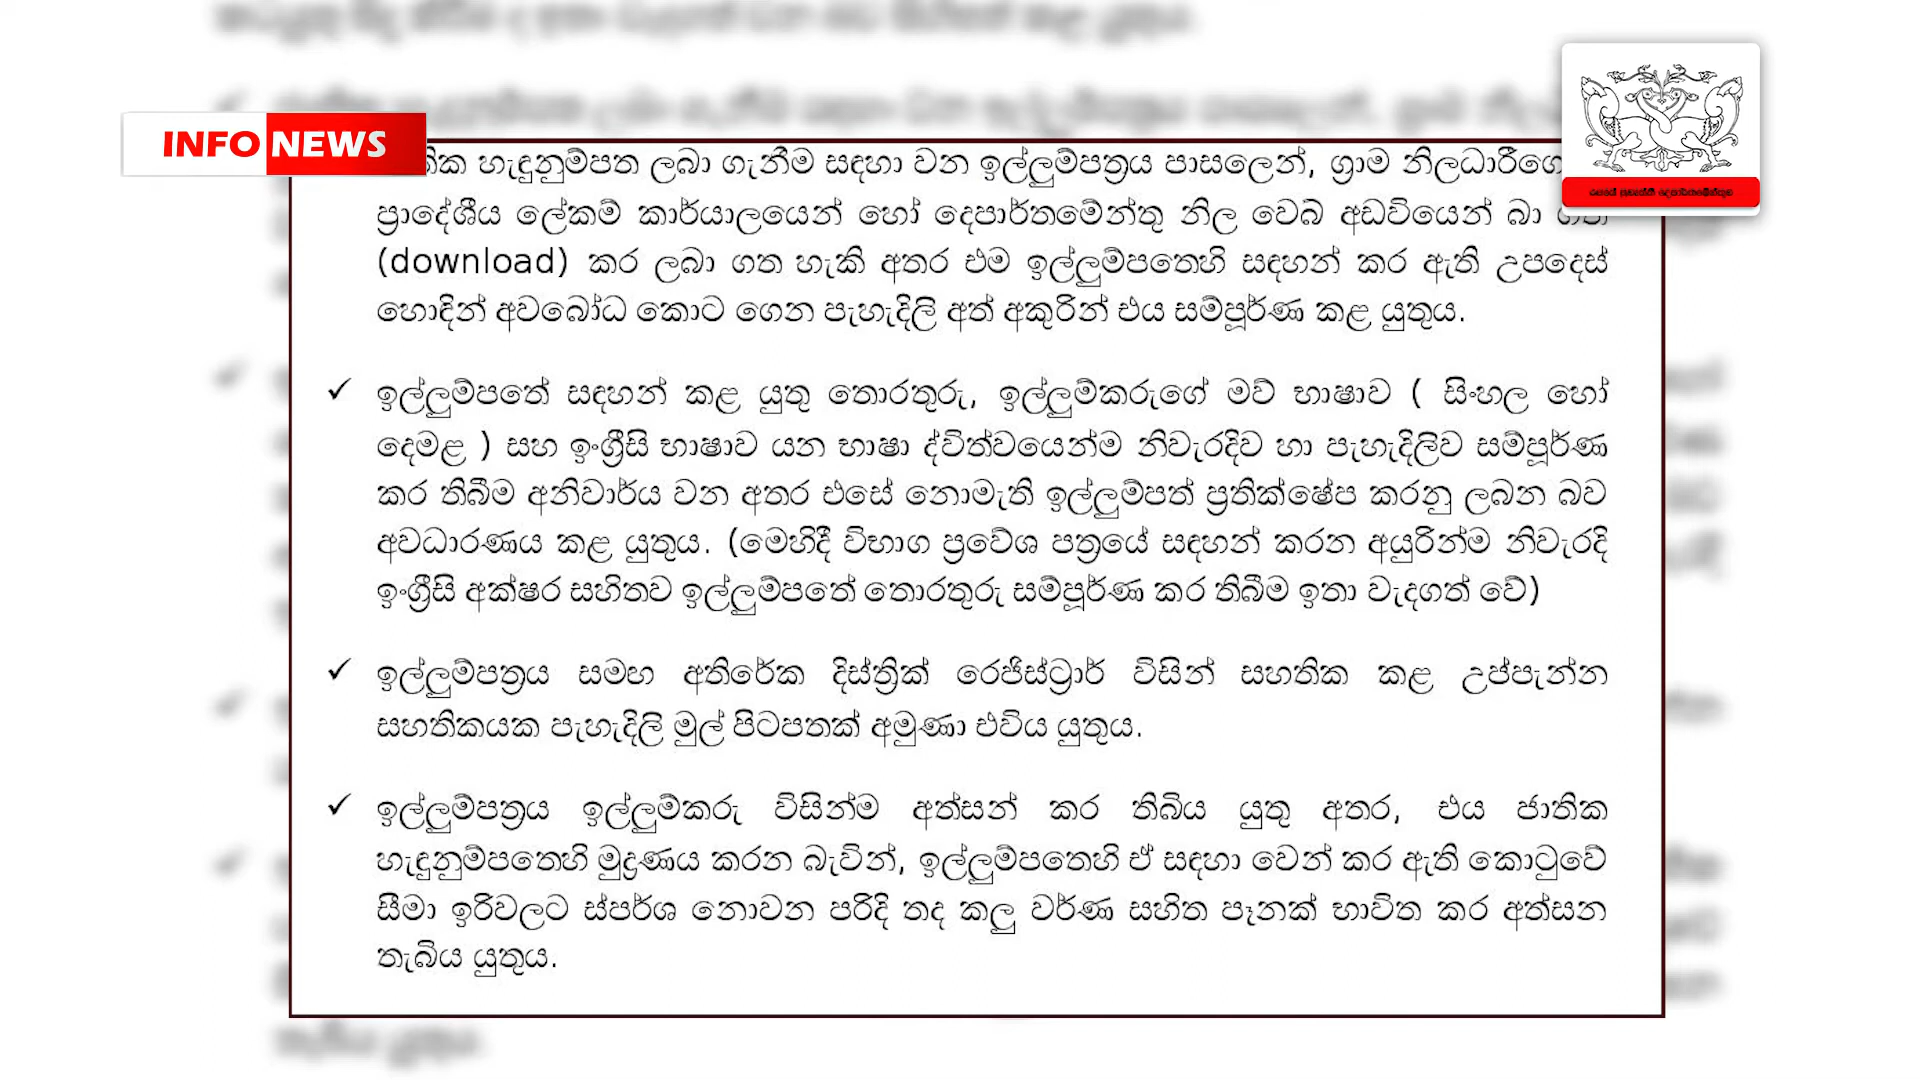 INFO NEWS
හැඳුනුම්පත ලබා ගැනීම සඳහා වන ඉල්ලුම්පත්‍රය පාසලෙන්, ග්‍රාම
ප්‍රාදේශීය ලේකම් කාර්යාලයෙන් හෝ දෙපාර්තමේන්තු නිල වෙබ් අඩවියෙන් බා
(download) කර ලබා ගත හැකි අතර එම ඉල්ලුම්පතෙහි සඳහන් කර ඇති උපදෙස්
හොඳින් අවබෝධ කොට ගෙන පැහැදිලි අත් අකුරින් එය සම්පූර්ණ කළ යුතුය.
✓ ඉල්ලුම්පතේ සඳහන් කළ යුතු තොරතුරු, ඉල්ලුම්කරුගේ මව් භාෂාව ( සිංහල හෝ
දෙමළ ) සහ ඉංග්‍රීසි භාෂාව යන භාෂා ද්විත්වයෙන්ම නිවැරදිව හා පැහැදිලිව සම්පූර්ණ
කර තිබීම අනිවාර්ය වන අතර එසේ නොමැති ඉල්ලුම්පත් ප්‍රතික්ෂේප කරනු ලබන බව
අවධාරණය කළ යුතුය. (මෙහිදී විභාග ප්‍රවේශ පත්‍රයේ සඳහන් කරන අයුරින්ම නිවැරදි
ඉංග්‍රීසි අක්ෂර සහිතව ඉල්ලුම්පතේ තොරතුරු සම්පූර්ණ කර තිබීම ඉතා වැදගත් වේ)
✓ ඉල්ලුම්පත්‍රය සමඟ අතිරේක දිස්ත්‍රික් රෙජිස්ට්‍රාර් විසින් සහතික කළ උප්පැන්න
සහතිකයක පැහැදිලි මුල් පිටපතක් අමුණා එවිය යුතුය.
✓ ඉල්ලුම්පත්‍රය ඉල්ලුම්කරු විසින්ම අත්සන් කර තිබිය යුතු අතර, එය ජාතික
හැඳුනුම්පතෙහි මුද්‍රණය කරන බැවින්, ඉල්ලුම්පතෙහි ඒ සඳහා වෙන් කර ඇති කොටුවේ
සීමා ඉරිවලට ස්පර්ශ නොවන පරිදි තද කලු වර්ණ සහිත පෑනක් භාවිත කර අත්සන
තැබිය යුතුය.